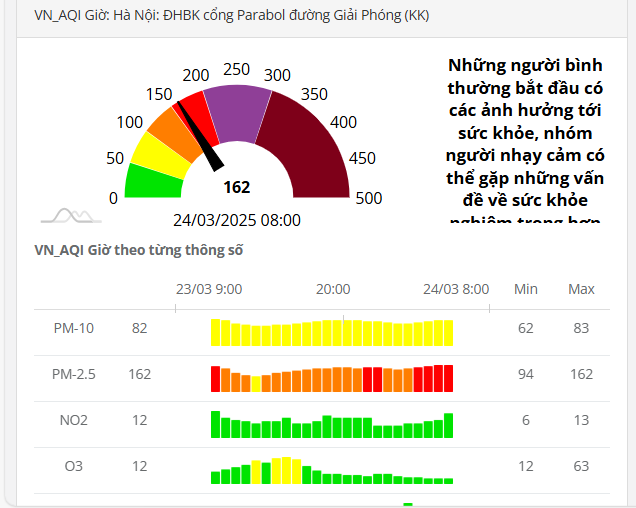 VN_AQI Giờ: Hà Nội: ĐHBK cổng Parabol đường Giải Phóng (KK)
0
50
100
150
200
250
300
350
400
450
500
162
24/03/2025 08:00
Những người bình
thường bắt đầu có
các ảnh hưởng tới
sức khỏe, nhóm
người nhạy cảm có
thể gặp những vấn
đề về sức khỏe
nghiêm trọng hơn
VN_AQI Giờ theo từng thông số
23/03 9:00 20:00 24/03 8:00 Min Max
PM-10 82 62 83
PM-2.5 162 94 162
NO2 12 6 13
O3 12 12 63